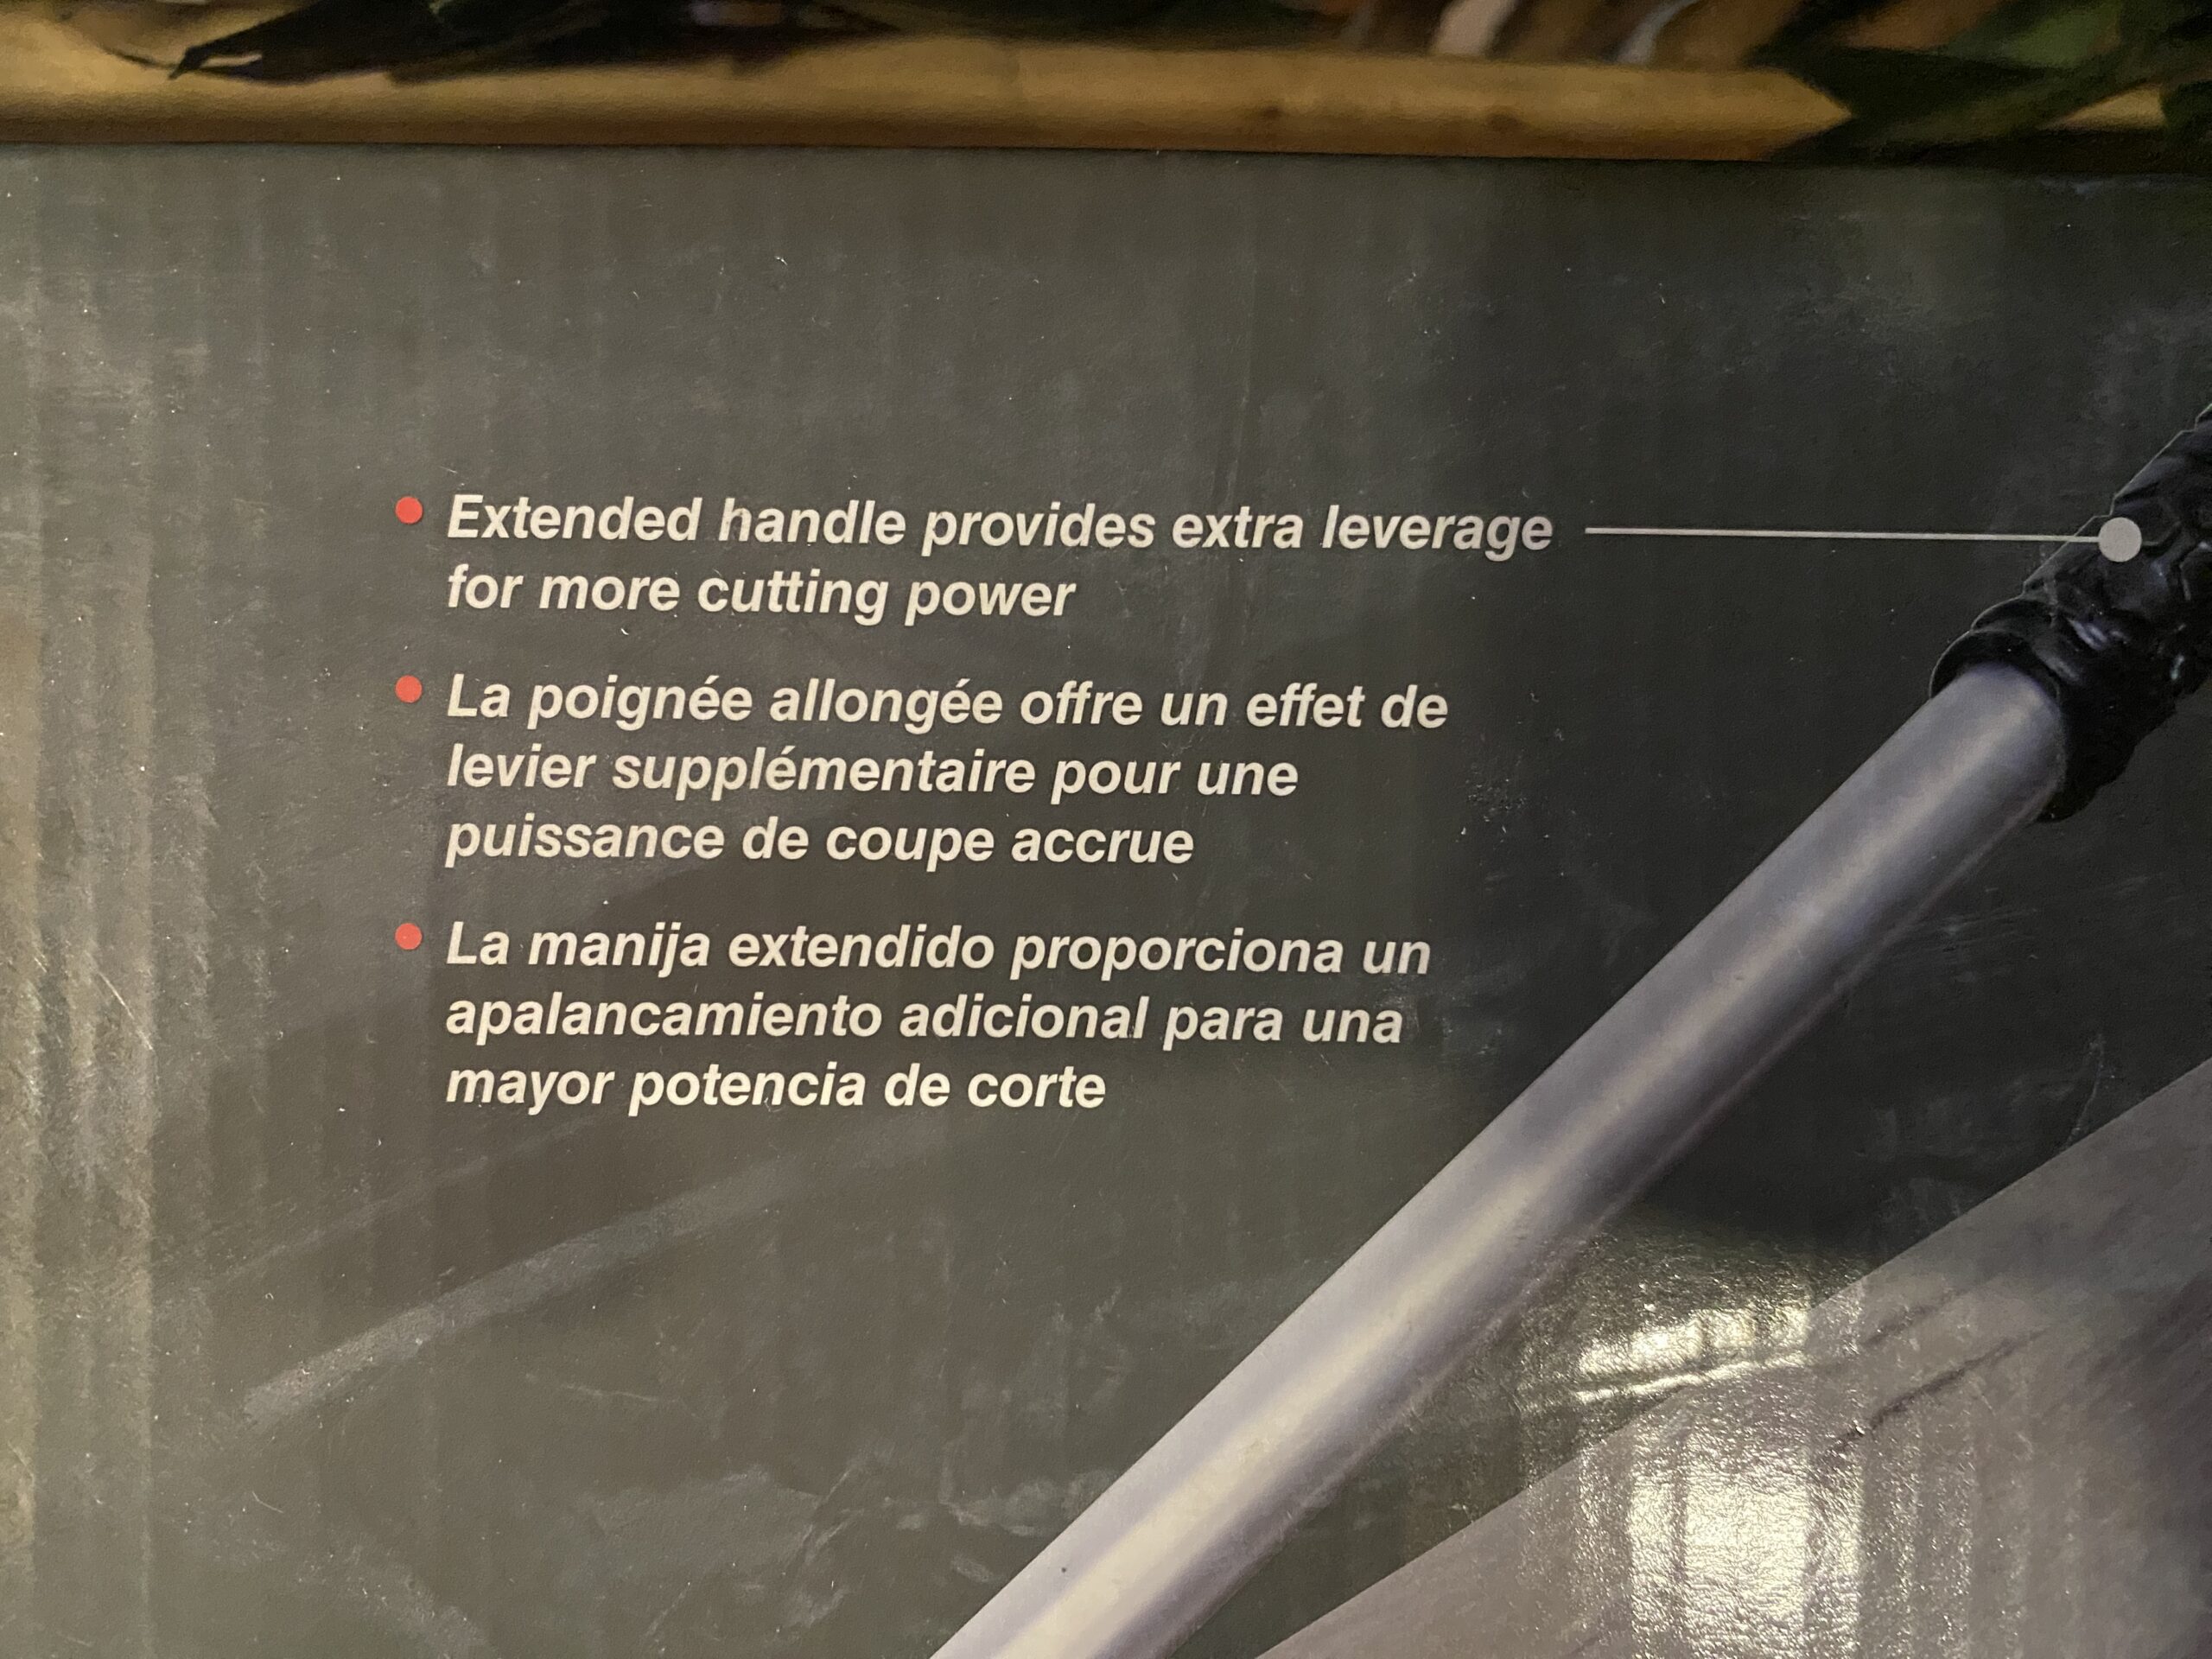 Extended handle provides extra leverage
for more cutting power
La poignée allongée offre un effet de
levier supplémentaire pour une
puissance de coupe accrue
La manija extendido proporciona un
apalancamiento adicional para una
mayor potencia de corte